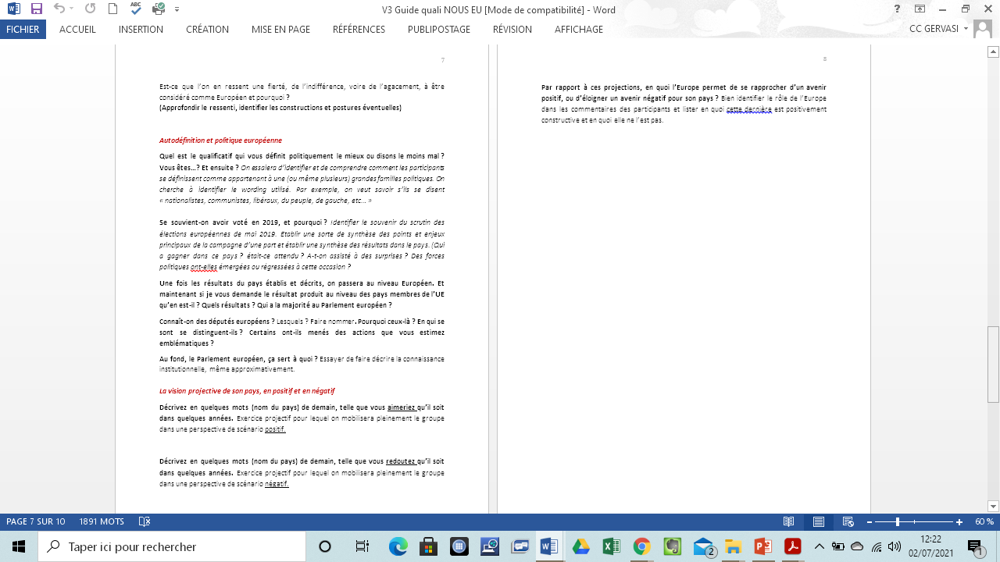 V3 Guide quali NOUS EU [Mode de compatibilité] - Word
FICHIER ACCUEIL INSERTION CRÉATION MISE EN PAGE RÉFÉRENCES PUBLIPOSTAGE RÉVISION AFFICHAGE CC GERVASI
7
Est-ce que l'on en ressent une fierté, de l'indifférence, voire de l'agacement, à être
considéré comme Européen et pourquoi ?
(Approfondir le ressenti, identifier les constructions et postures éventuelles)
Autodéfinition et politique européenne
Quel est le qualificatif qui vous définit politiquement le mieux ou disons le moins mal ?
Vous êtes…? Et ensuite ? On essaiera d'identifier et de comprendre comment les participants
se définissent comme appartenant à une (ou même plusieurs) grandes familles politiques. On
cherche à identifier le wording utilisé. Par exemple, on veut savoir s'ils se disent
« nationalistes, communistes, libéraux, du peuple, de gauche, etc… »
Se souvient-on avoir voté en 2019, et pourquoi ? Identifier le souvenir du scrutin des
élections européennes de mai 2019. Etablir une sorte de synthèse des points et enjeux
principaux de la campagne d'une part et établir une synthèse des résultats dans le pays. (Qui
a gagner dans ce pays ? était-ce attendu ? A-t-on assisté à des surprises ? Des forces
politiques ont-elles émergées ou régressées à cette occasion ?
Une fois les résultats du pays établis et décrits, on passera au niveau Européen. Et
maintenant si je vous demande le résultat produit au niveau des pays membres de l'UE
qu'en est-il ? Quels résultats ? Qui a la majorité au Parlement européen ?
Connaît-on des députés européens ? Lesquels ? Faire nommer. Pourquoi ceux-là ? En qui se
sont se distinguent-ils ? Certains ont-ils menés des actions que vous estimez
emblématiques ?
Au fond, le Parlement européen, ça sert à quoi ? Essayer de faire décrire la connaissance
institutionnelle, même approximativement.
La vision projective de son pays, en positif et en négatif
Décrivez en quelques mots (nom du pays) de demain, telle que vous aimeriez qu'il soit
dans quelques années. Exercice projectif pour lequel on mobilisera pleinement le groupe
dans une perspective de scénario positif.
Décrivez en quelques mots (nom du pays) de demain, telle que vous redoutez qu'il soit
dans quelques années. Exercice projectif pour lequel on mobilisera pleinement le groupe
dans une perspective de scénario négatif.
8
Par rapport à ces projections, en quoi l'Europe permet de se rapprocher d'un avenir
positif, ou d'éloigner un avenir négatif pour son pays ? Bien identifier le rôle de l'Europe
dans les commentaires des participants et lister en quoi cette dernière est positivement
constructive et en quoi elle ne l'est pas.
PAGE 7 SUR 10 1891 MOTS 60 %
Taper ici pour rechercher
12:22
02/07/2021